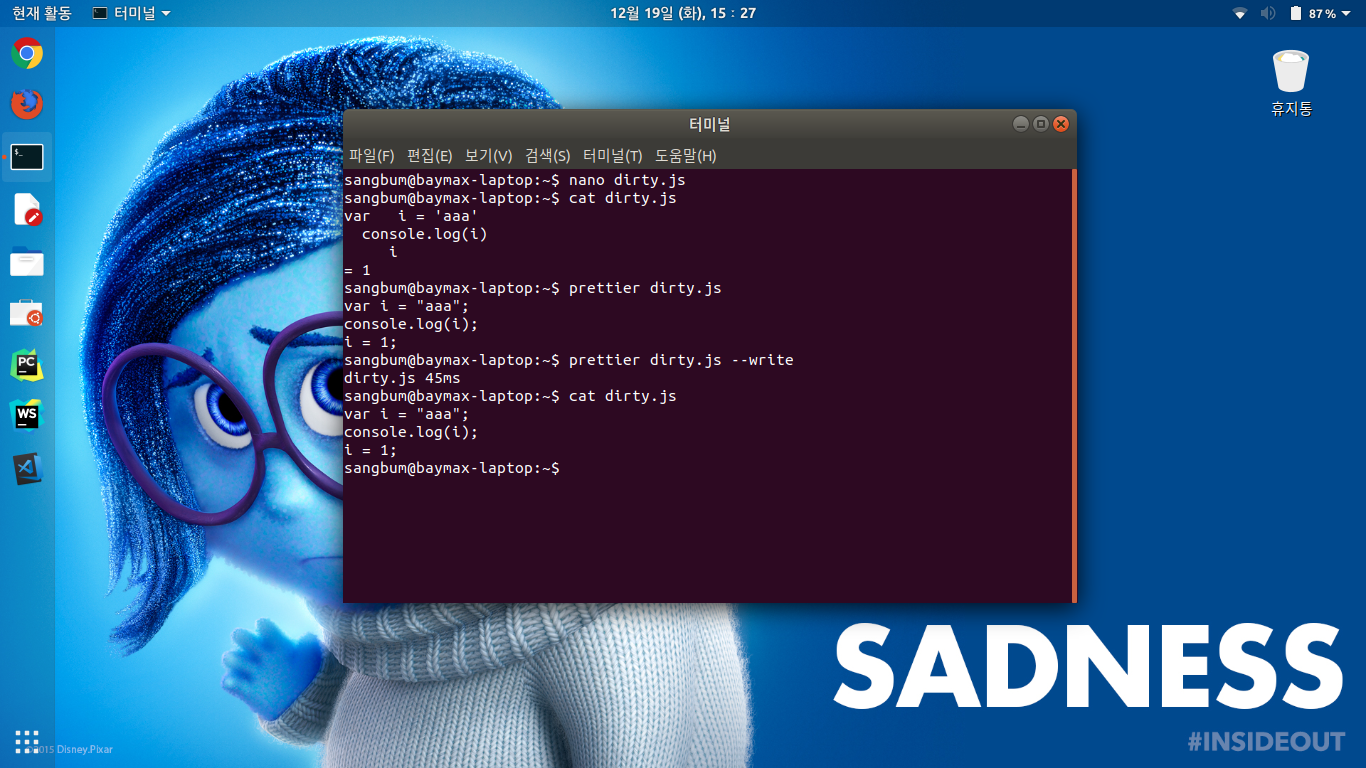 현재 활동 터미널 12월 19일 (화), 15 : 27 87 %
휴지통
터미널
파일(F) 편집(E) 보기(V) 검색(S) 터미널(T) 도움말(H)
sangbum@baymax-laptop:~$ nano dirty.js
sangbum@baymax-laptop:~$ cat dirty.js
var   i = 'aaa'
  console.log(i)
     i
= 1
sangbum@baymax-laptop:~$ prettier dirty.js
var i = "aaa";
console.log(i);
i = 1;
sangbum@baymax-laptop:~$ prettier dirty.js --write
dirty.js 45ms
sangbum@baymax-laptop:~$ cat dirty.js
var i = "aaa";
console.log(i);
i = 1;
sangbum@baymax-laptop:~$
$_
PC
WS
SADNESS
#INSIDEOUT
©2015 Disney.Pixar